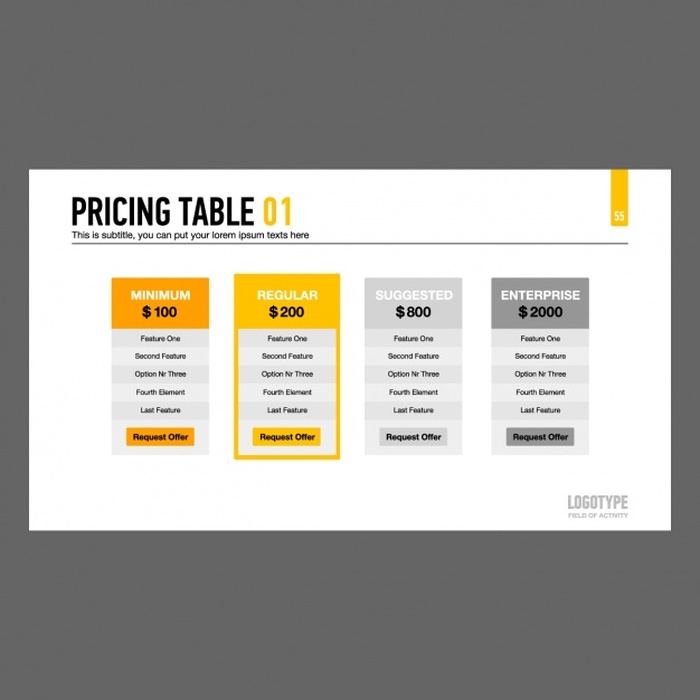 PRICING TABLE 01
This is subtitle, you can put your lorem ipsum texts here
55
MINIMUM
$ 100
Feature One
Second Feature
Option Nr Three
Fourth Element
Last Feature
Request Offer
REGULAR
$ 200
Feature One
Second Feature
Option Nr Three
Fourth Element
Last Feature
Request Offer
SUGGESTED
$ 800
Feature One
Second Feature
Option Nr Three
Fourth Element
Last Feature
Request Offer
ENTERPRISE
$ 2000
Feature One
Second Feature
Option Nr Three
Fourth Element
Last Feature
Request Offer
LOGOTYPE
FIELD OF ACTIVITY